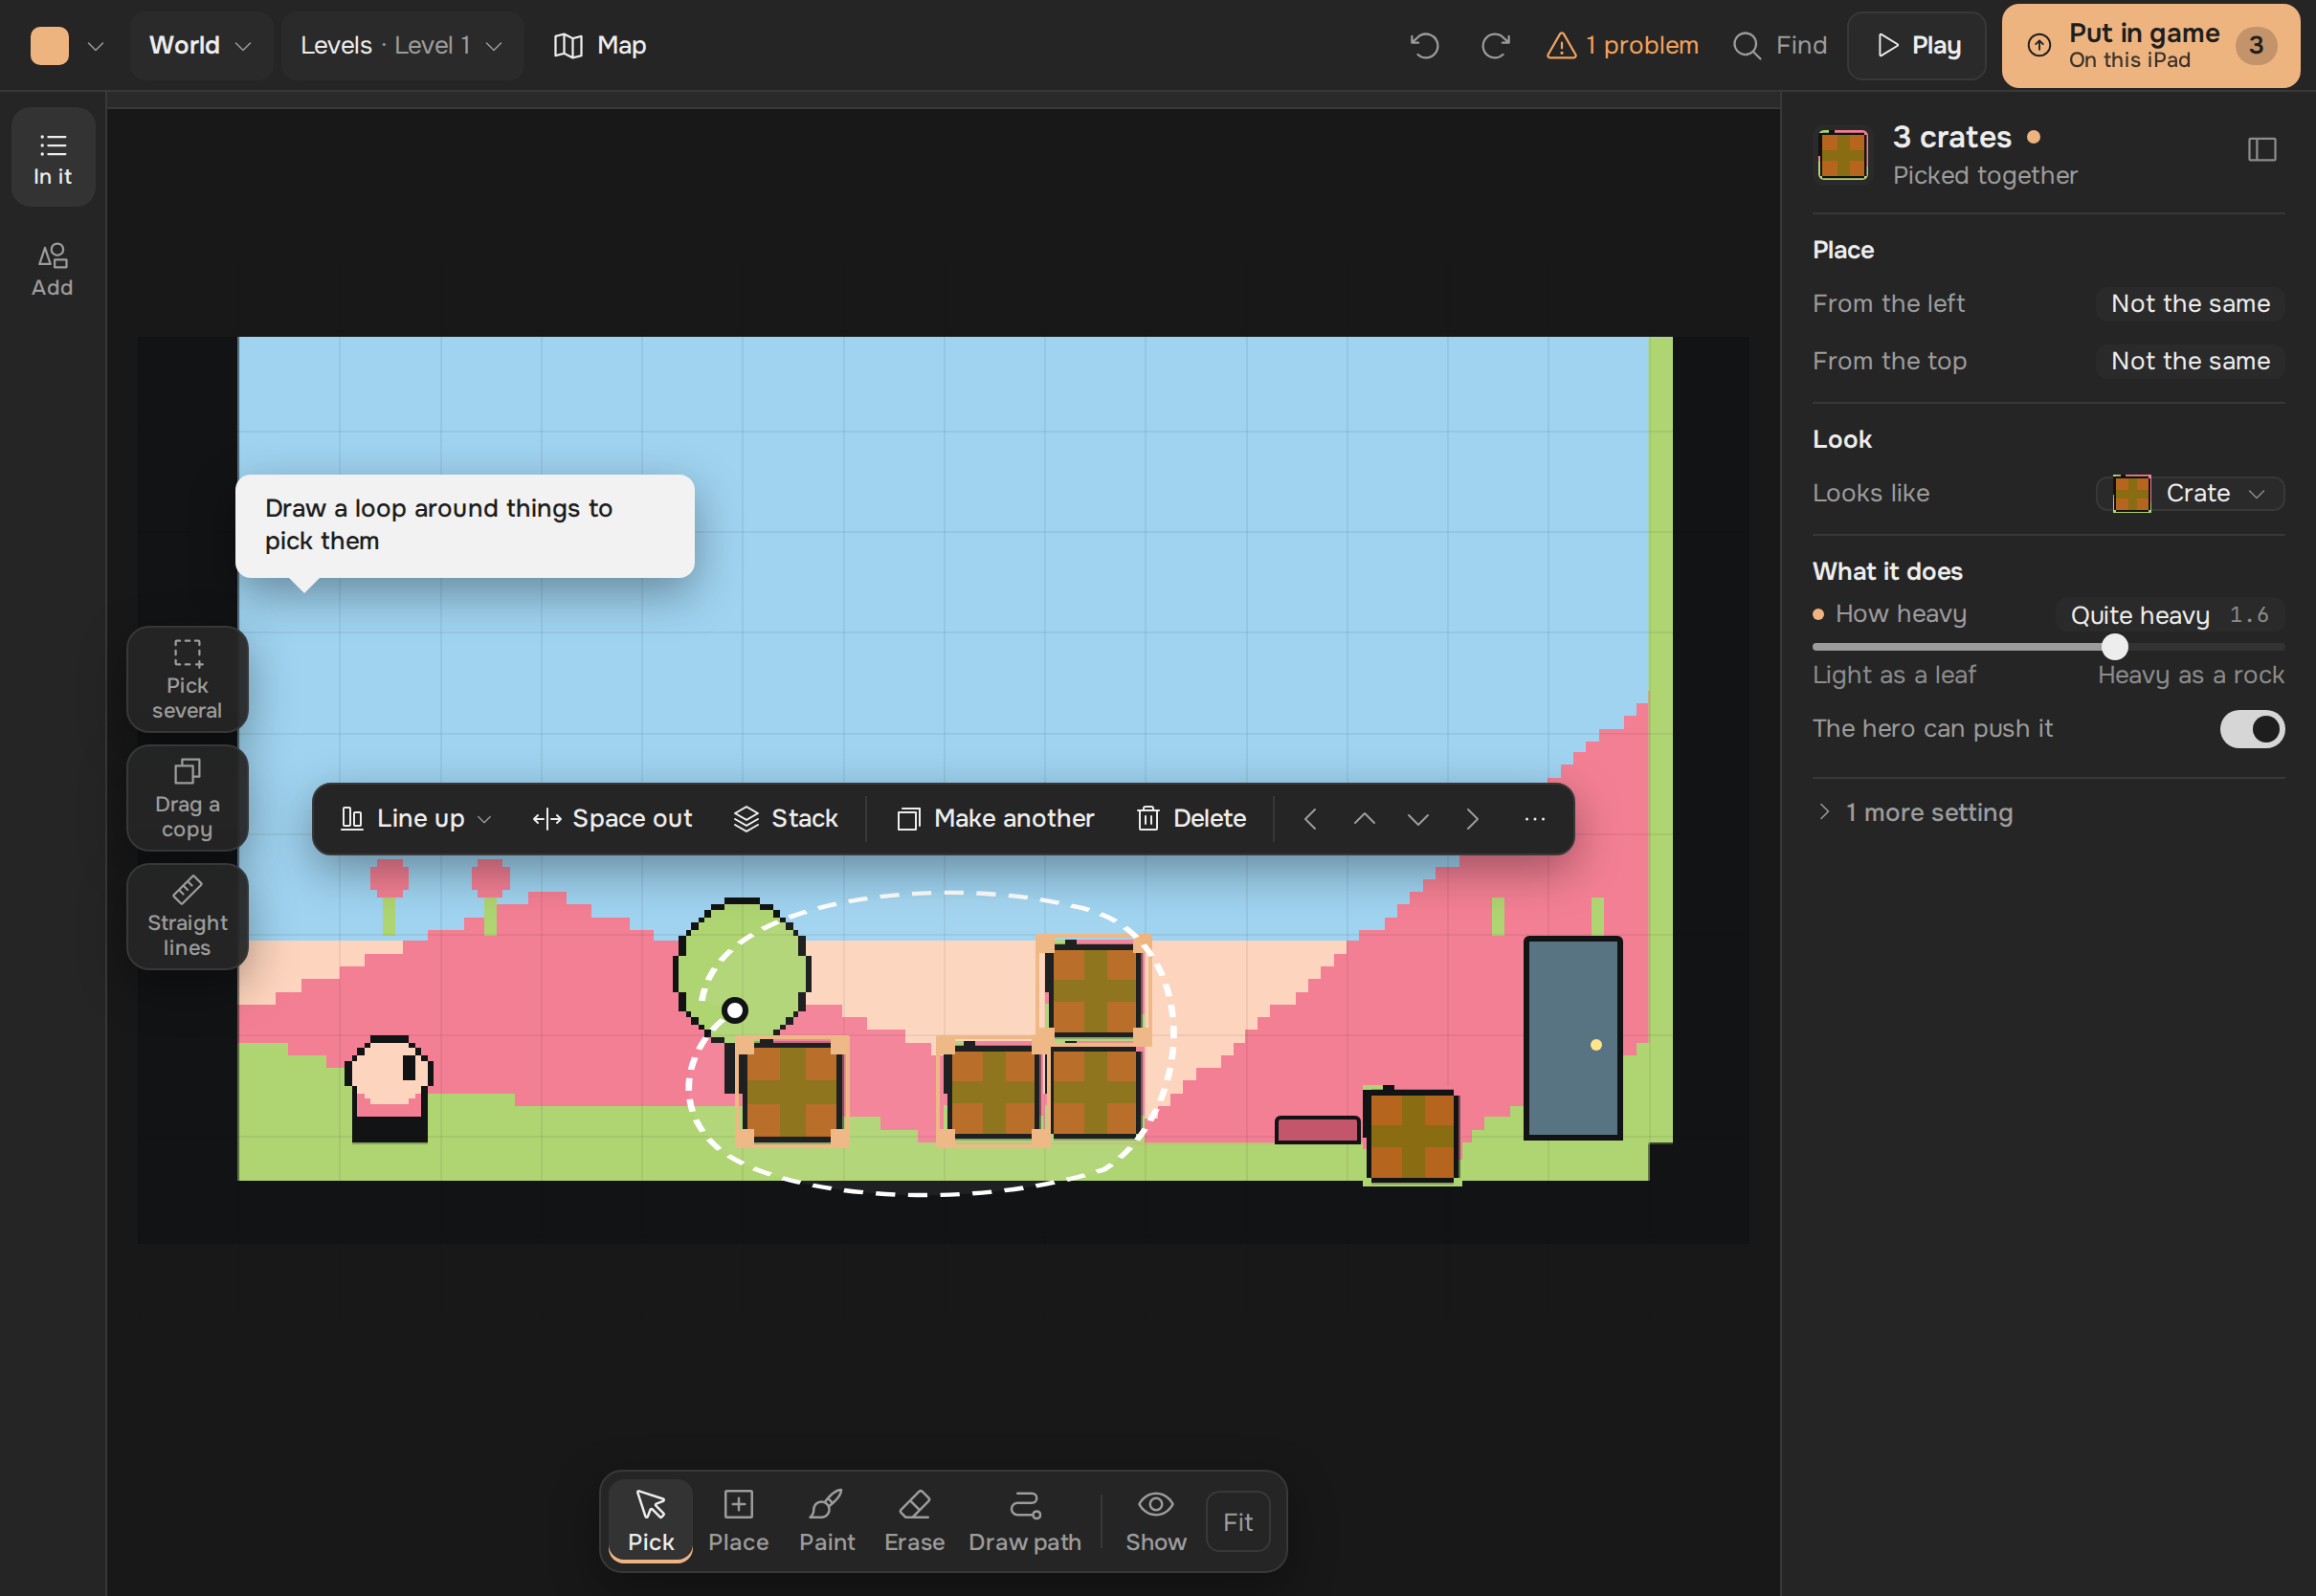 World
Levels · Level 1
Map
1 problem
Find
Play
Put in game
On this iPad
3
In it
Add
3 crates
Picked together
Place
From the left
Not the same
From the top
Not the same
Look
Looks like
Crate
What it does
How heavy
Quite heavy 1.6
Light as a leaf
Heavy as a rock
The hero can push it
1 more setting
Draw a loop around things to
pick them
Pick
several
Drag a
copy
Straight
lines
Line up
Space out
Stack
Make another
Delete
Pick
Place
Paint
Erase
Draw path
Show
Fit